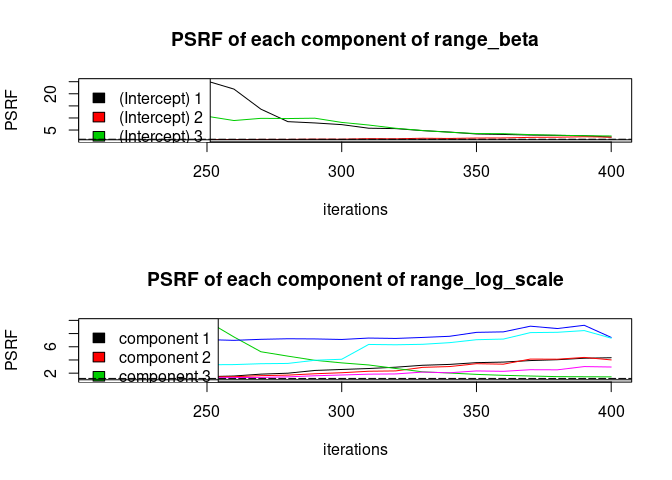 PSRF of each component of range_beta
PSRF
20
5
(Intercept) 1
(Intercept) 2
(Intercept) 3
250 300 350 400
iterations
PSRF of each component of range_log_scale
PSRF
6
2
component 1
component 2
component 3
250 300 350 400
iterations